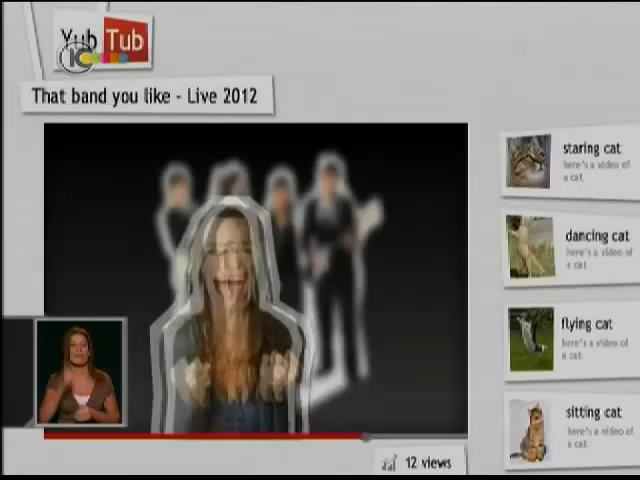 Yub Tub
10
That band you like - Live 2012
staring cat
here's a video of
a cat
dancing cat
here's a video of
a cat
flying cat
here's a video of
a cat
sitting cat
here's a video of
a cat
12 views